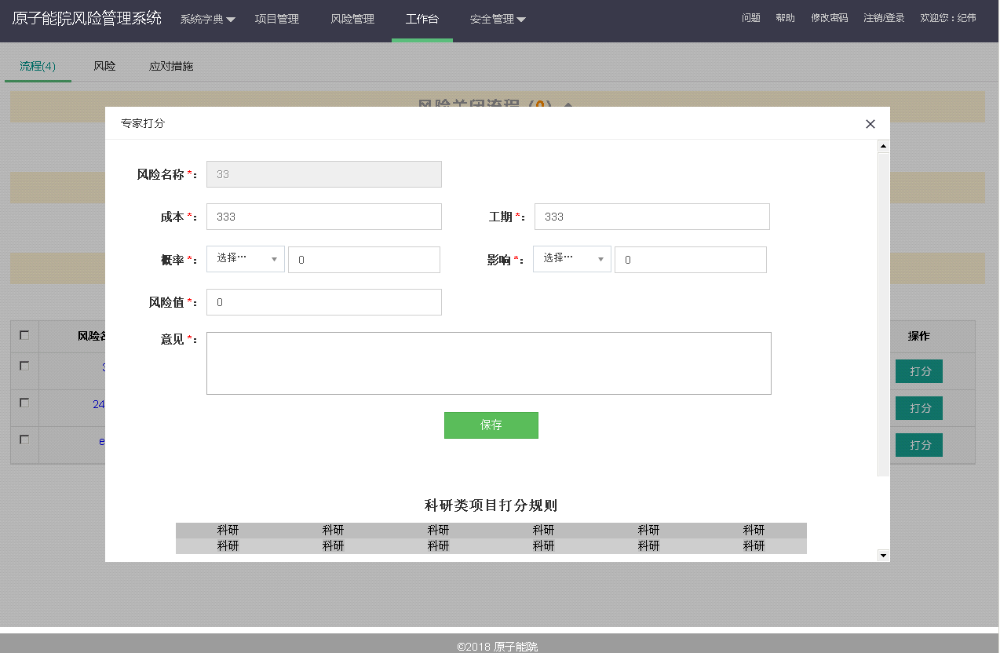 原子能院风险管理系统 系统字典 项目管理 风险管理 工作台 安全管理 问题 帮助 修改密码 注销/登录 欢迎您：纪伟
流程(4) 风险 应对措施
风险关闭流程（0）
专家打分
风险名称 *： 33
成本 *： 333 工期 *： 333
概率 *： 选择… 0 影响 *： 选择… 0
风险值 *： 0
意见 *：
保存
风险名 操作
打分
24 打分
e 打分
科研类项目打分规则
科研 科研 科研 科研 科研 科研
科研 科研 科研 科研 科研 科研
©2018 原子能院